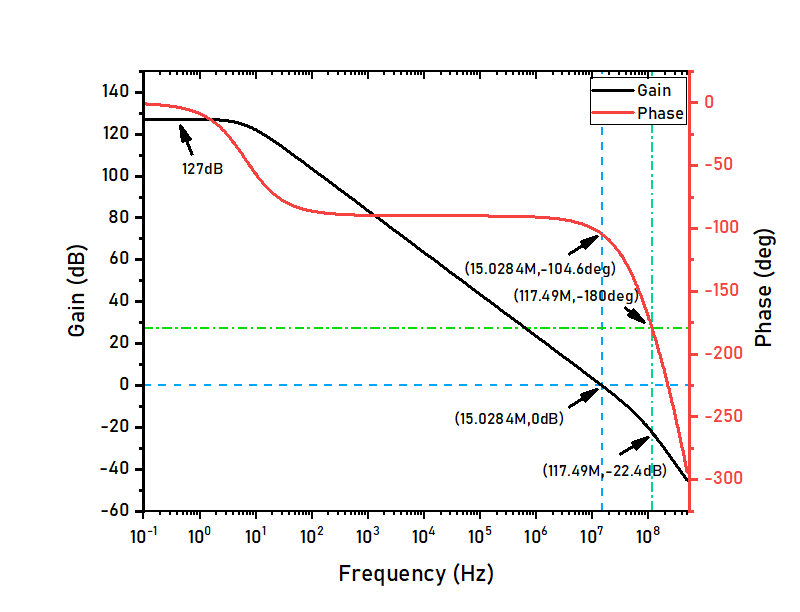 Gain
Phase
140
120
100
80
60
40
20
0
-20
-40
-60
Gain (dB)
0
-50
-100
-150
-200
-250
-300
Phase (deg)
127dB
(15.0284M,-104.6deg)
(117.49M,-180deg)
(15.0284M,0dB)
(117.49M,-22.4dB)
10⁻¹ 10⁰ 10¹ 10² 10³ 10⁴ 10⁵ 10⁶ 10⁷ 10⁸
Frequency (Hz)